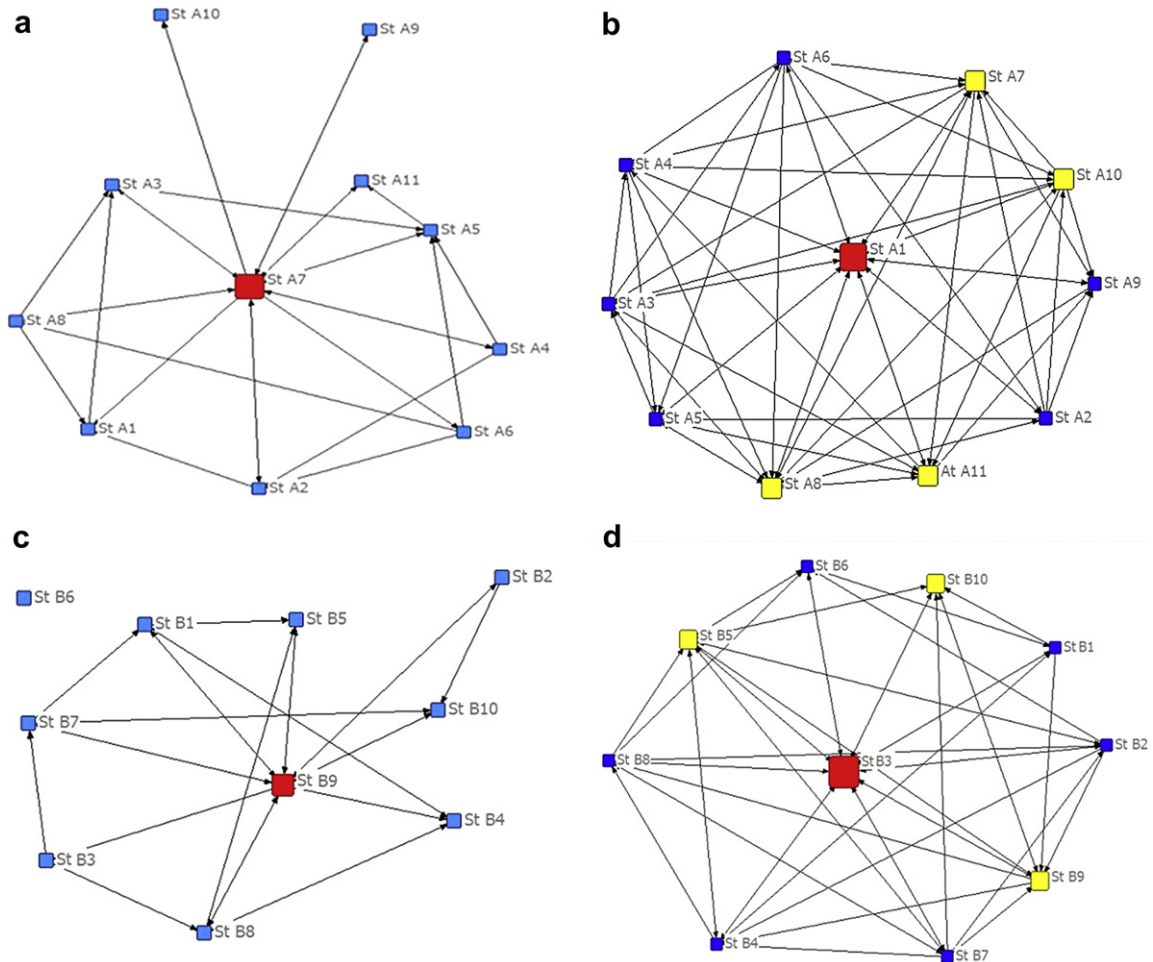 a
St A10
St A9
St A3
St A11
St A5
St A7
St A8
St A4
St A1
St A6
St A2
b
St A6
St A7
St A4
St A10
St A1
St A9
St A3
St A5
St A2
St A8
At A11
c
St B6
St B2
St B1
St B5
St B7
St B10
St B9
St B4
St B3
St B8
d
St B6
St B10
St B5
St B1
St B2
St B8
St B3
St B9
St B4
St B7